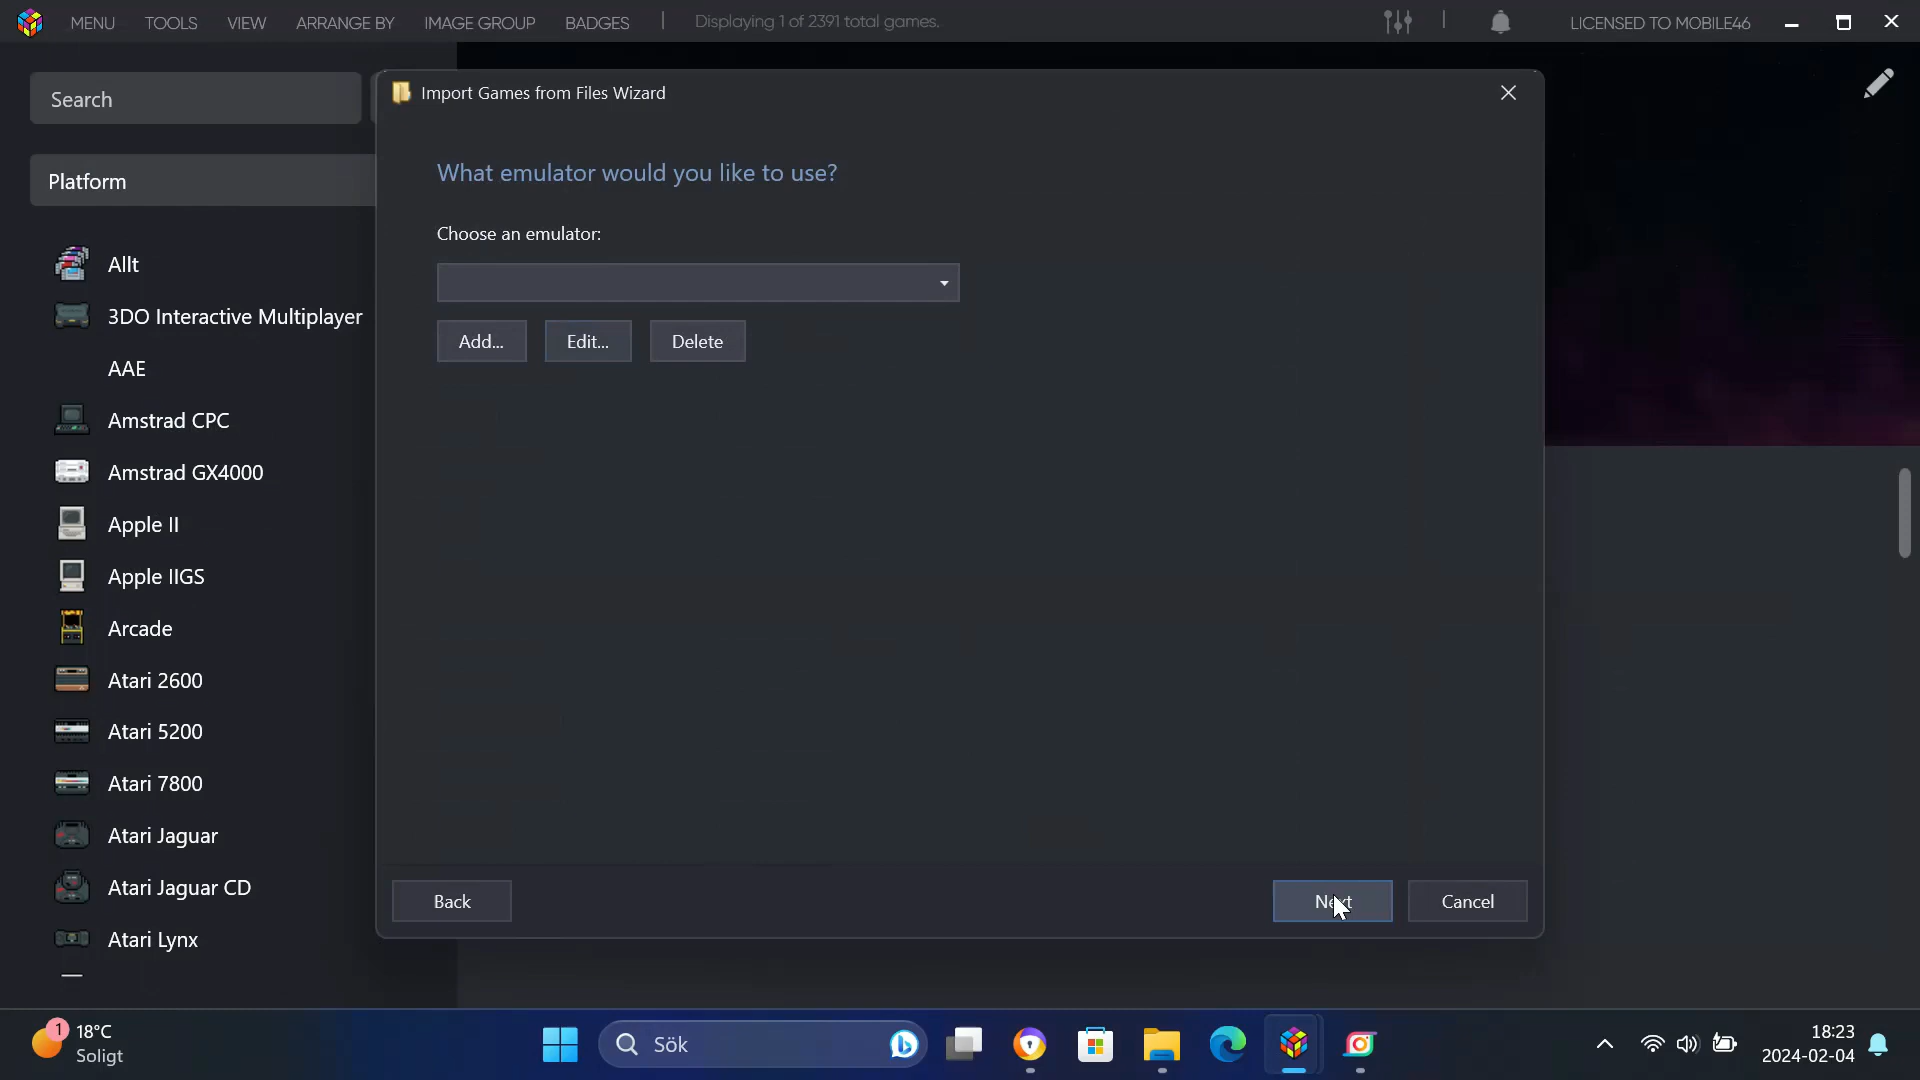 MENU TOOLS VIEW ARRANGE BY IMAGE GROUP BADGES Displaying 1 of 2391 total games. LICENSED TO MOBILE46
Search
Platform
Allt
3DO Interactive Multiplayer
AAE
Amstrad CPC
Amstrad GX4000
Apple II
Apple IIGS
Arcade
Atari 2600
Atari 5200
Atari 7800
Atari Jaguar
Atari Jaguar CD
Atari Lynx
Import Games from Files Wizard
What emulator would you like to use?
Choose an emulator:
Add... Edit... Delete
Back Next Cancel
1 18°C
Soligt
Sök
18:23
2024-02-04